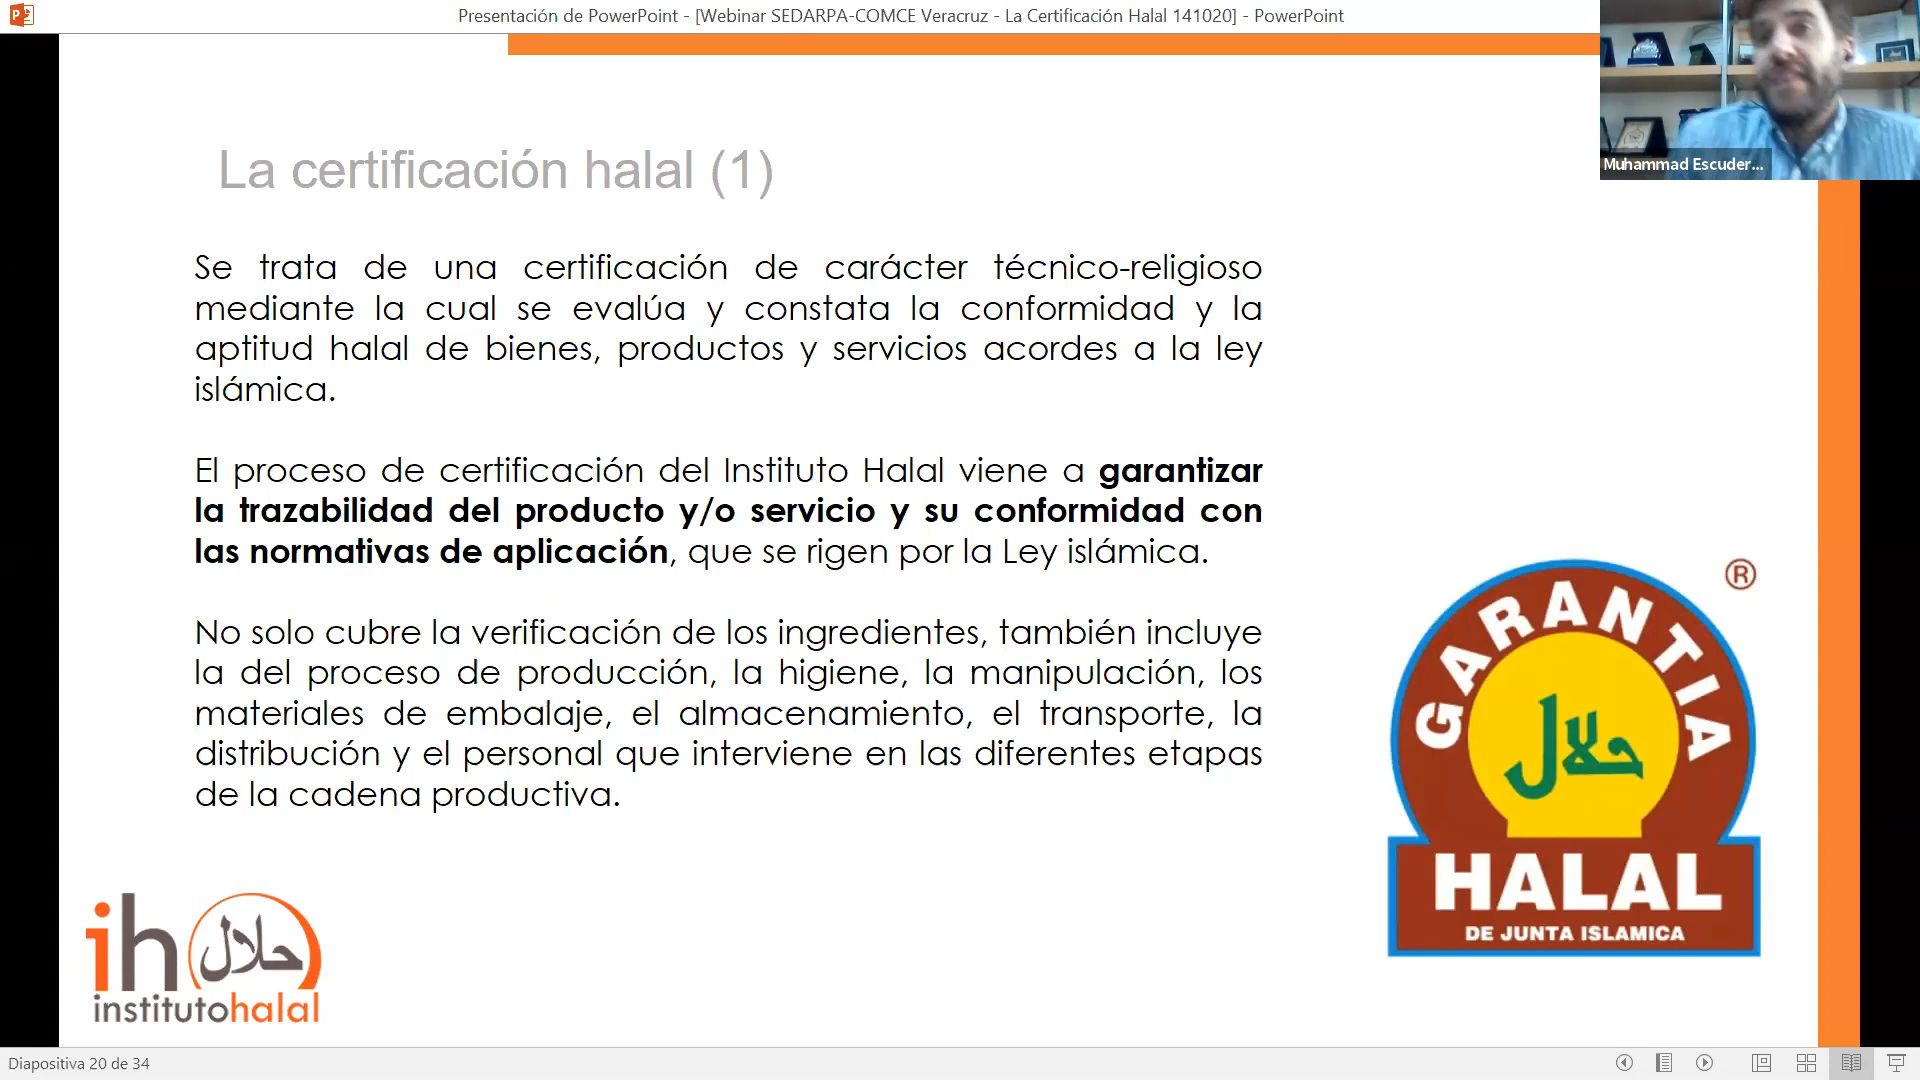 Presentación de PowerPoint - [Webinar SEDARPA-COMCE Veracruz - La Certificación Halal 141020] - PowerPoint
Muhammad Escuder...
La certificación halal (1)
Se trata de una certificación de carácter técnico-religioso
mediante la cual se evalúa y constata la conformidad y la
aptitud halal de bienes, productos y servicios acordes a la ley
islámica.
El proceso de certificación del Instituto Halal viene a garantizar
la trazabilidad del producto y/o servicio y su conformidad con
las normativas de aplicación, que se rigen por la Ley islámica.
No solo cubre la verificación de los ingredientes, también incluye
la del proceso de producción, la higiene, la manipulación, los
materiales de embalaje, el almacenamiento, el transporte, la
distribución y el personal que interviene en las diferentes etapas
de la cadena productiva.
®
GARANTIA
حلال
HALAL
DE JUNTA ISLAMICA
ih حلال
institutohalal
Diapositiva 20 de 34